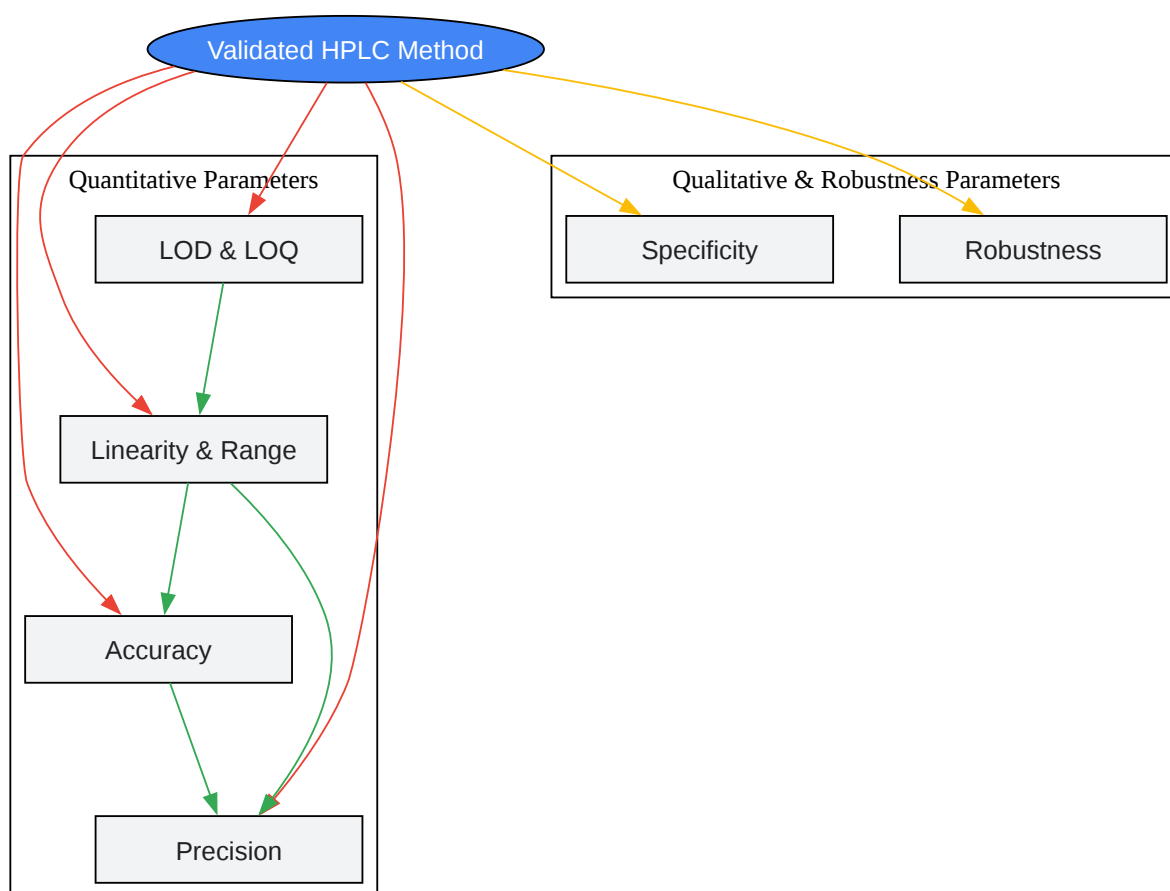 Validated HPLC Method
Quantitative Parameters
Qualitative & Robustness Parameters
LOD & LOQ
Specificity
Robustness
Linearity & Range
Accuracy
Precision